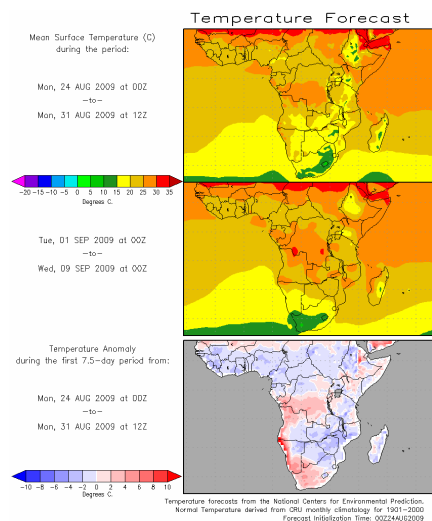 Temperature Forecast
Mean Surface Temperature (C)
during the period:
Mon, 24 AUG 2009 at 00Z
—to—
Mon, 31 AUG 2009 at 12Z
−20 −15 −10 −5 0 5 10 15 20 25 30 35
Degrees C.
Tue, 01 SEP 2009 at 00Z
—to—
Wed, 09 SEP 2009 at 00Z
Temperature Anomaly
during the first 7.5−day period from:
Mon, 24 AUG 2009 at 00Z
—to—
Mon, 31 AUG 2009 at 12Z
−10 −8 −6 −4 −2 0 2 4 6 8 10
Degrees C.
Temperature forecasts from the National Centers for Environmental Prediction.
Normal Temperature derived from CRU monthly climatology for 1901−2000
Forecast Initialization Time: 00Z24AUG2009